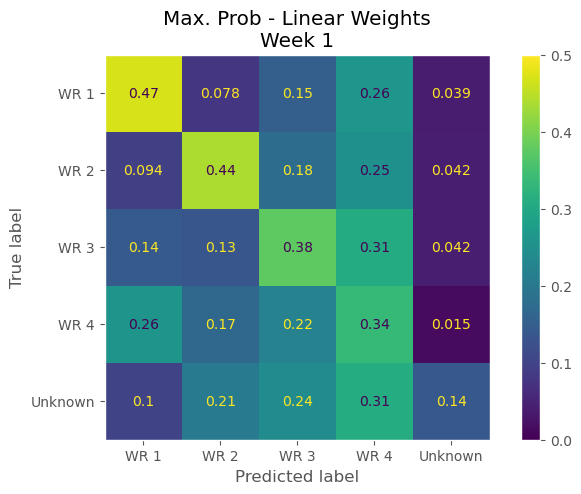 Max. Prob - Linear Weights
Week 1
True label
WR 1 0.47 0.078 0.15 0.26 0.039
WR 2 0.094 0.44 0.18 0.25 0.042
WR 3 0.14 0.13 0.38 0.31 0.042
WR 4 0.26 0.17 0.22 0.34 0.015
Unknown 0.1 0.21 0.24 0.31 0.14
WR 1 WR 2 WR 3 WR 4 Unknown
Predicted label
0.5
0.4
0.3
0.2
0.1
0.0